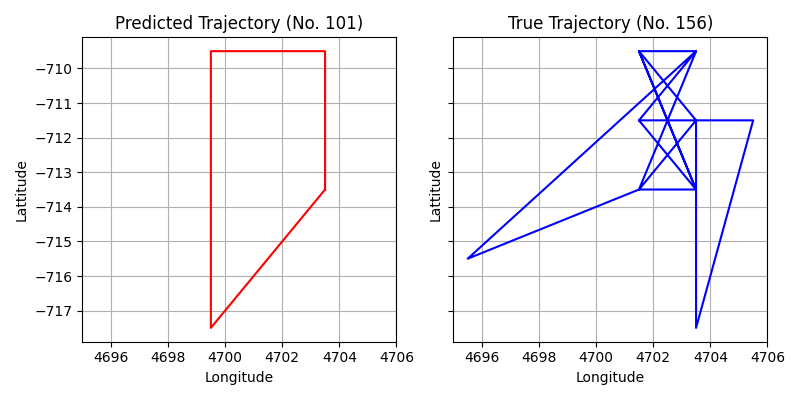 Predicted Trajectory (No. 101)
True Trajectory (No. 156)
Lattitude
−710
−711
−712
−713
−714
−715
−716
−717
4696 4698 4700 4702 4704 4706
Longitude
Lattitude
4696 4698 4700 4702 4704 4706
Longitude